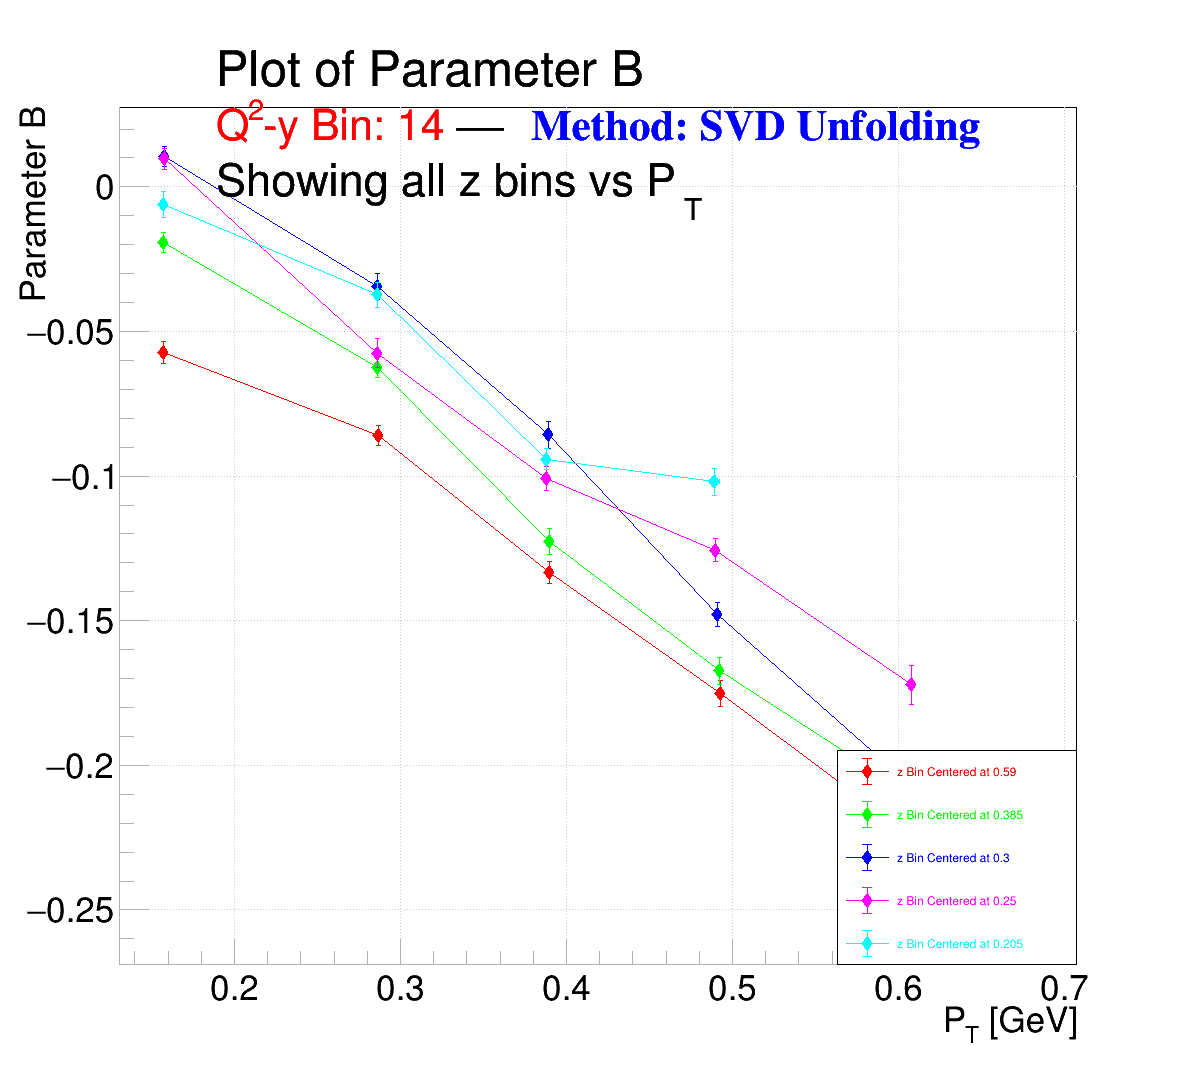 Plot of Parameter B
Q²-y Bin: 14 — Method: SVD Unfolding
Showing all z bins vs P_T
Parameter B
0
−0.05
−0.1
−0.15
−0.2
−0.25
z Bin Centered at 0.59
z Bin Centered at 0.385
z Bin Centered at 0.3
z Bin Centered at 0.25
z Bin Centered at 0.205
0.2 0.3 0.4 0.5 0.6 0.7
P_T [GeV]